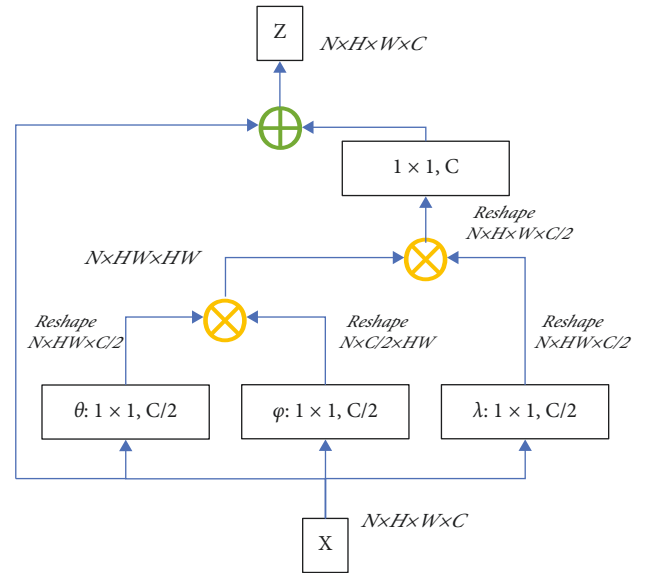 Z
N×H×W×C
1 × 1, C
Reshape
N×H×W×C/2
N×HW×HW
Reshape
N×HW×C/2
Reshape
N×C/2×HW
Reshape
N×HW×C/2
θ: 1 × 1, C/2
φ: 1 × 1, C/2
λ: 1 × 1, C/2
N×H×W×C
X